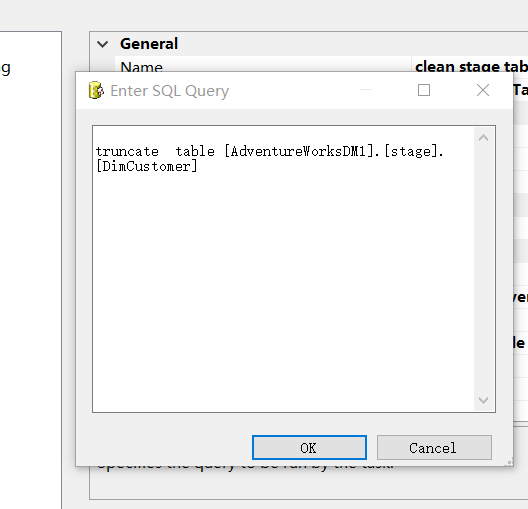 g
General
Name
clean stage tab
Ta
Enter SQL Query
truncate  table [AdventureWorksDM1].[stage].
[DimCustomer]
ver
le
OK
Cancel
Specifies the query to be run by the task.